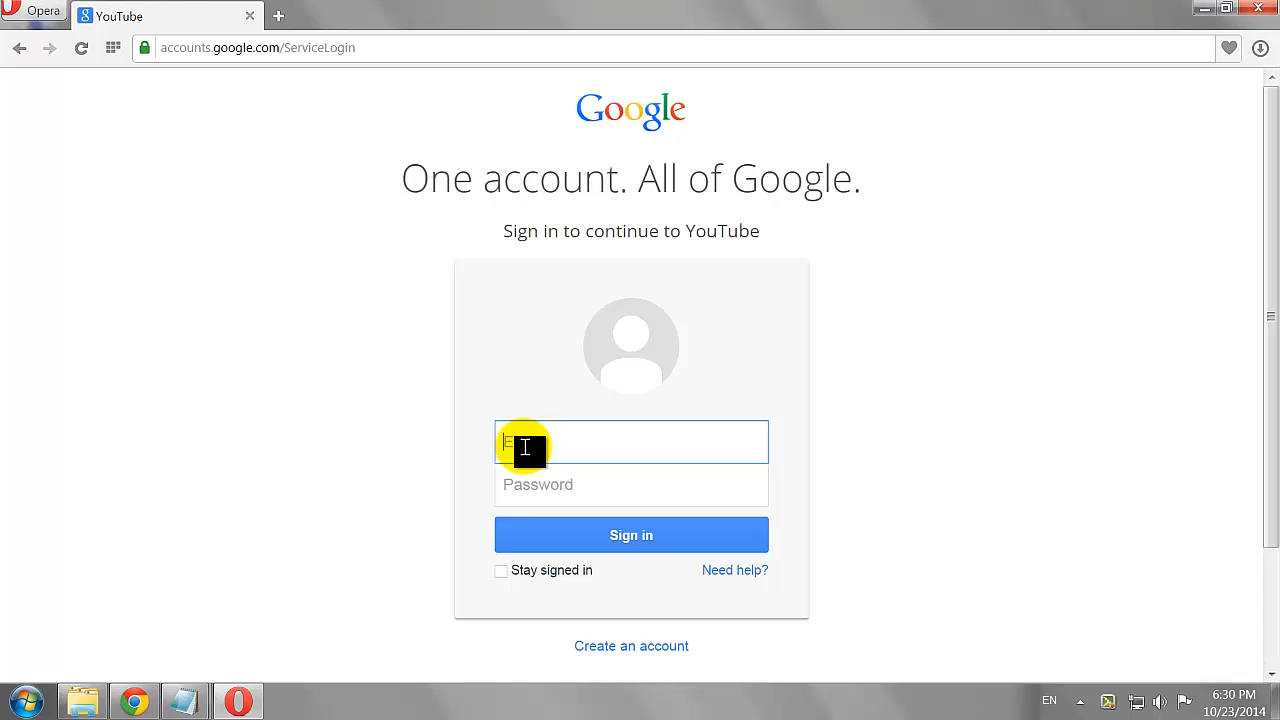 Opera
YouTube
accounts.google.com/ServiceLogin
Google
One account. All of Google.
Sign in to continue to YouTube
Password
Sign in
Stay signed in
Need help?
Create an account
EN
6:30 PM
10/23/2014